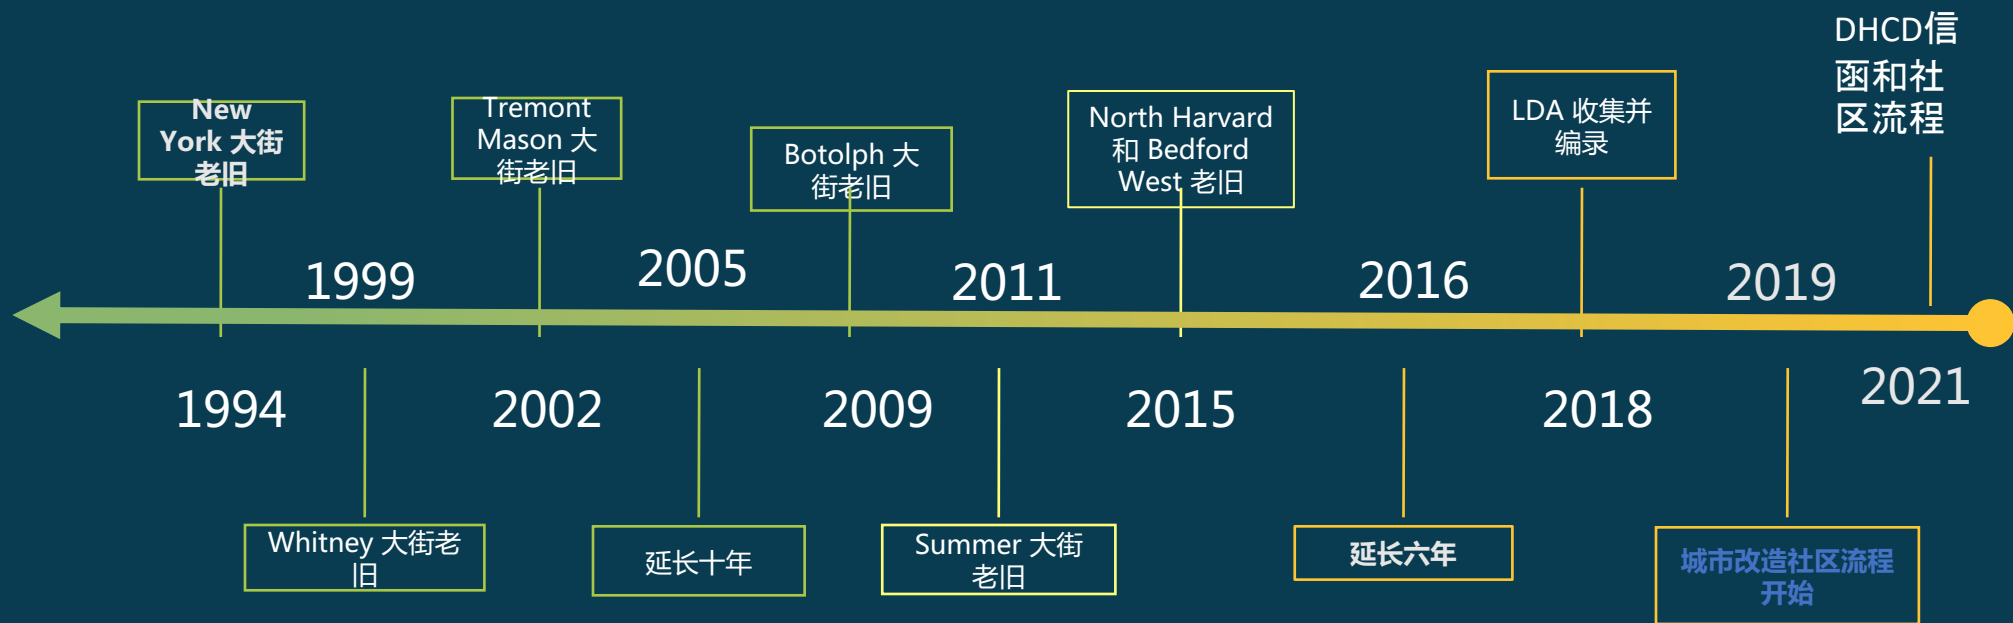 New
York 大街
老旧
Tremont
Mason 大
街老旧
Botolph 大
街老旧
North Harvard
和 Bedford
West 老旧
LDA 收集并
编录
DHCD信
函和社
区流程
1999
2005
2011
2016
2019
1994
2002
2009
2015
2018
2021
Whitney 大街老
旧
延长十年
Summer 大街
老旧
延长六年
城市改造社区流程
开始